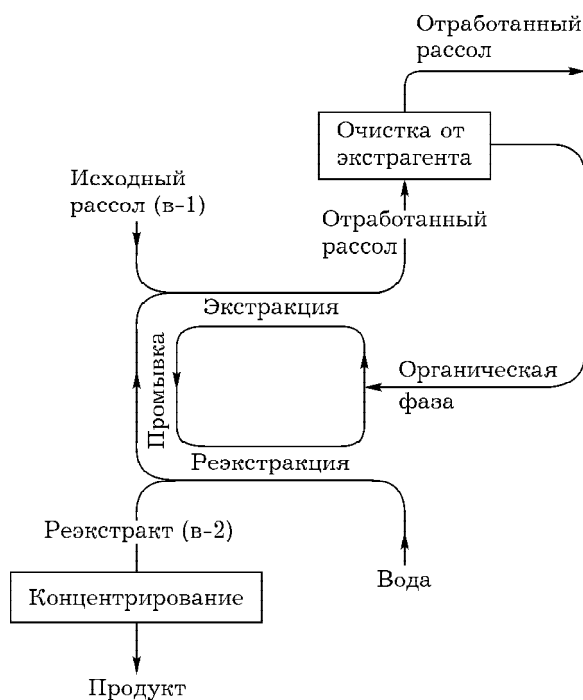 Отработанный
рассол
Очистка от
экстрагента
Исходный
рассол (в-1)
Отработанный
рассол
Экстракция
Промывка
Органическая
фаза
Реэкстракция
Реэкстракт (в-2)
Вода
Концентрирование
Продукт